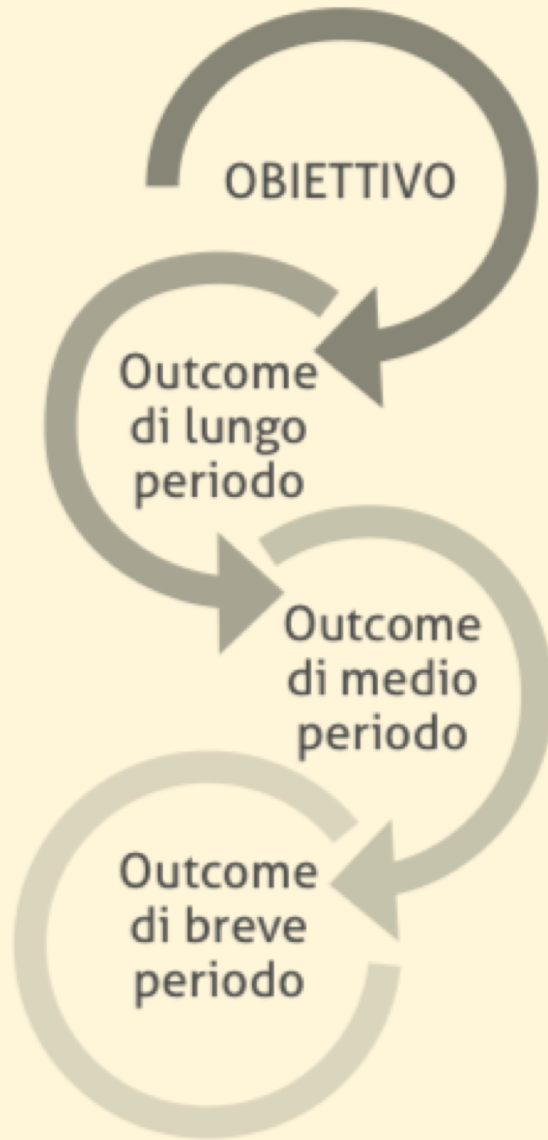 OBIETTIVO
Outcome
di lungo
periodo
Outcome
di medio
periodo
Outcome
di breve
periodo